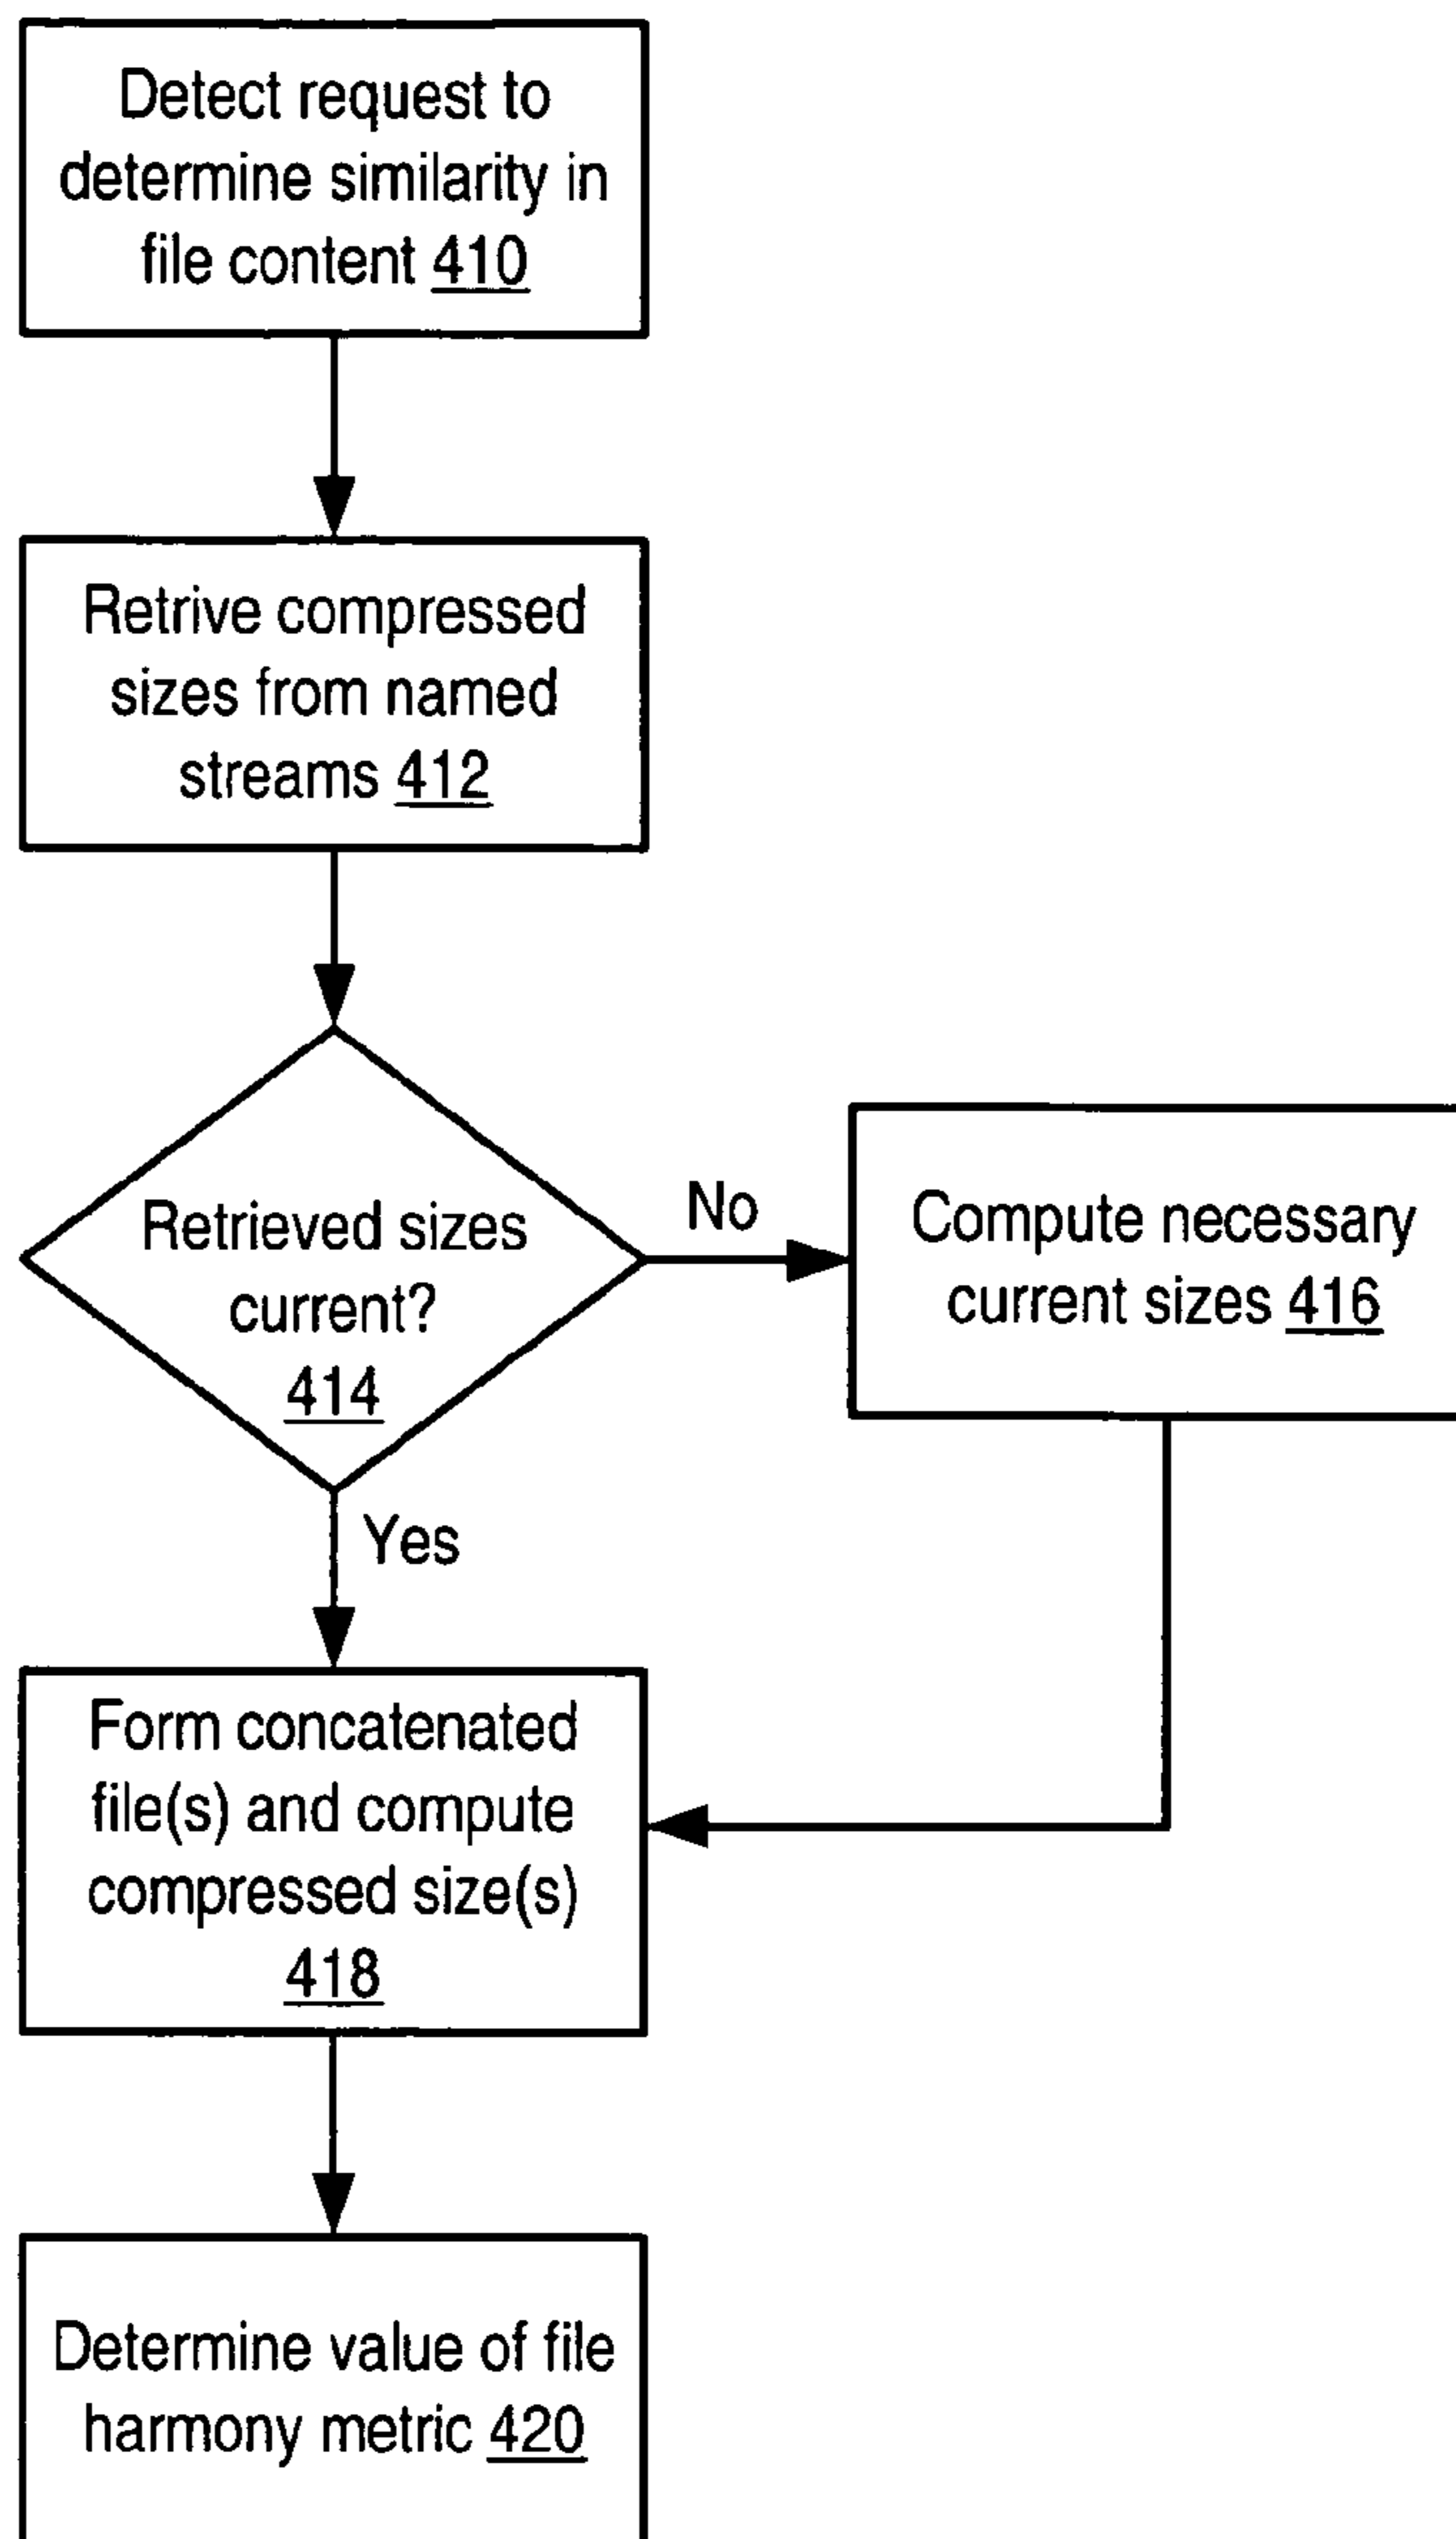 Detect request to
determine similarity in
file content 410
Retrive compressed
sizes from named
streams 412
Retrieved sizes
current?
414
No
Compute necessary
current sizes 416
Yes
Form concatenated
file(s) and compute
compressed size(s)
418
Determine value of file
harmony metric 420